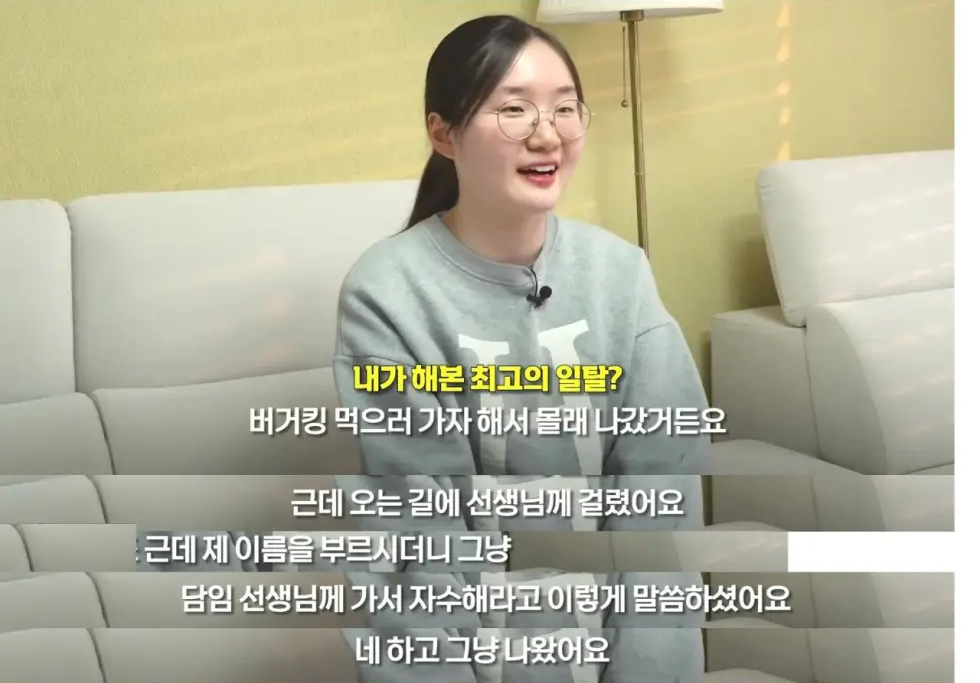 내가 해본 최고의 일탈?
버거킹 먹으러 가자 해서 몰래 나갔거든요
근데 오는 길에 선생님께 걸렸어요
근데 제 이름을 부르시더니 그냥
담임 선생님께 가서 자수해라고 이렇게 말씀하셨어요
네 하고 그냥 나왔어요